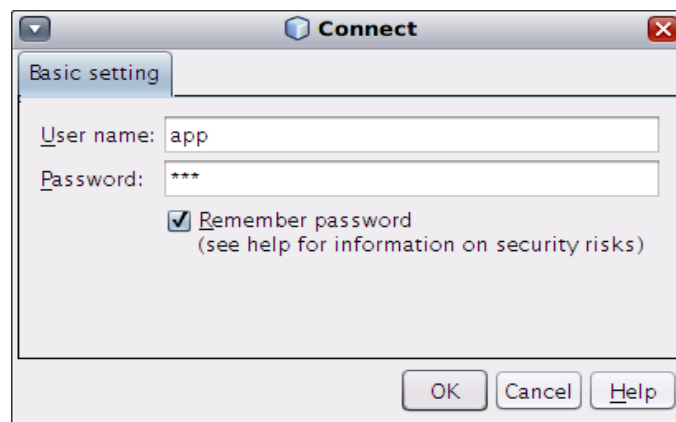 Connect
Basic setting
User name: app
Password: ***
Remember password
(see help for information on security risks)
OK Cancel Help